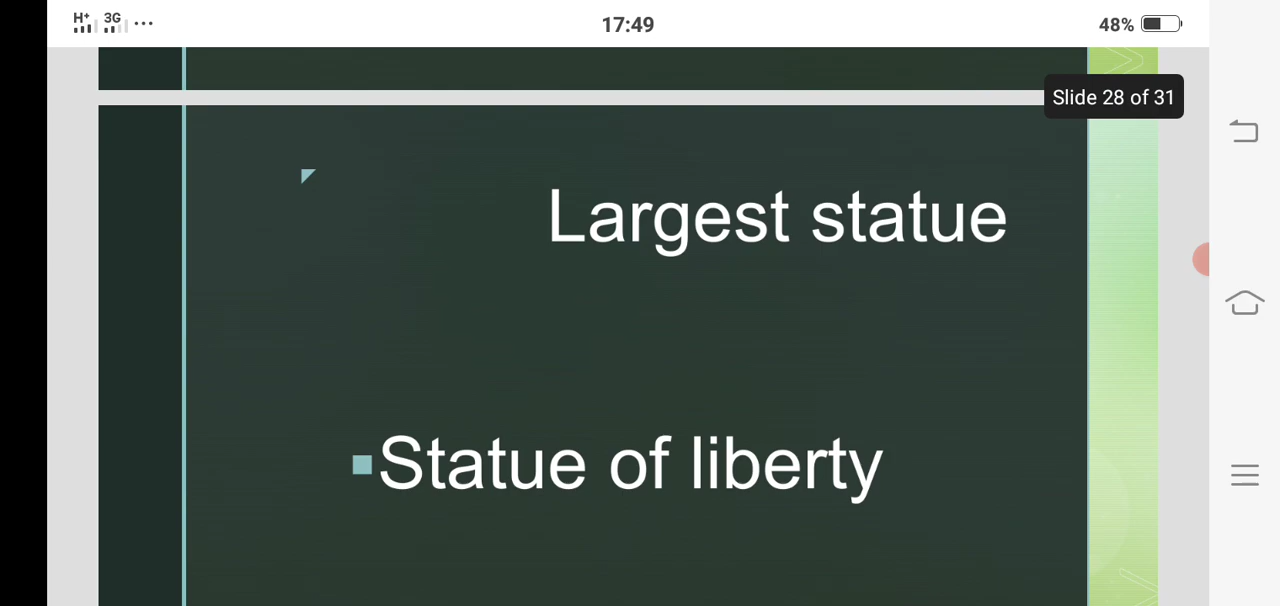 H+ 3G ... 17:49 48%
Slide 28 of 31
Largest statue
Statue of liberty